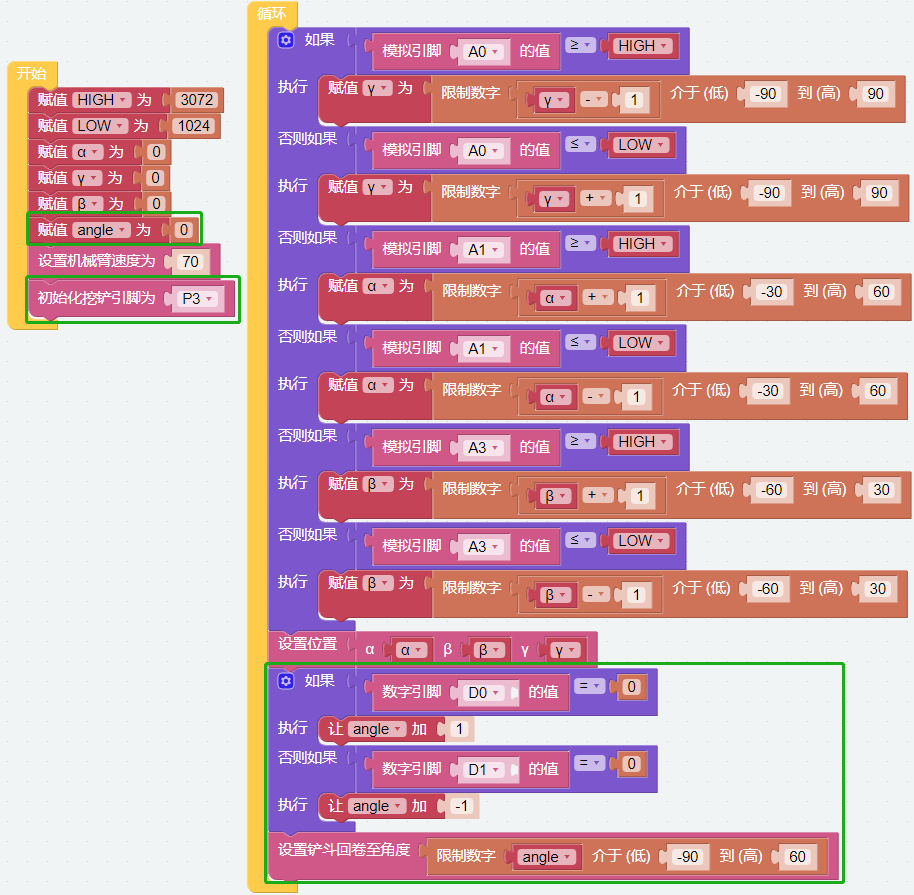 开始
赋值 HIGH 为 3072
赋值 LOW 为 1024
赋值 α 为 0
赋值 γ 为 0
赋值 β 为 0
赋值 angle 为 0
设置机械臂速度为 70
初始化挖铲引脚为 P3
循环
如果 模拟引脚 A0 的值 ≥ HIGH
执行 赋值 γ 为 限制数字 γ - 1 介于 (低) -90 到 (高) 90
否则如果 模拟引脚 A0 的值 ≤ LOW
执行 赋值 γ 为 限制数字 γ + 1 介于 (低) -90 到 (高) 90
否则如果 模拟引脚 A1 的值 ≥ HIGH
执行 赋值 α 为 限制数字 α + 1 介于 (低) -30 到 (高) 60
否则如果 模拟引脚 A1 的值 ≤ LOW
执行 赋值 α 为 限制数字 α - 1 介于 (低) -30 到 (高) 60
否则如果 模拟引脚 A3 的值 ≥ HIGH
执行 赋值 β 为 限制数字 β + 1 介于 (低) -60 到 (高) 30
否则如果 模拟引脚 A3 的值 ≤ LOW
执行 赋值 β 为 限制数字 β - 1 介于 (低) -60 到 (高) 30
设置位置 α α β β γ γ
如果 数字引脚 D0 的值 = 0
执行 让 angle 加 1
否则如果 数字引脚 D1 的值 = 0
执行 让 angle 加 -1
设置铲斗回卷至角度 限制数字 angle 介于 (低) -90 到 (高) 60